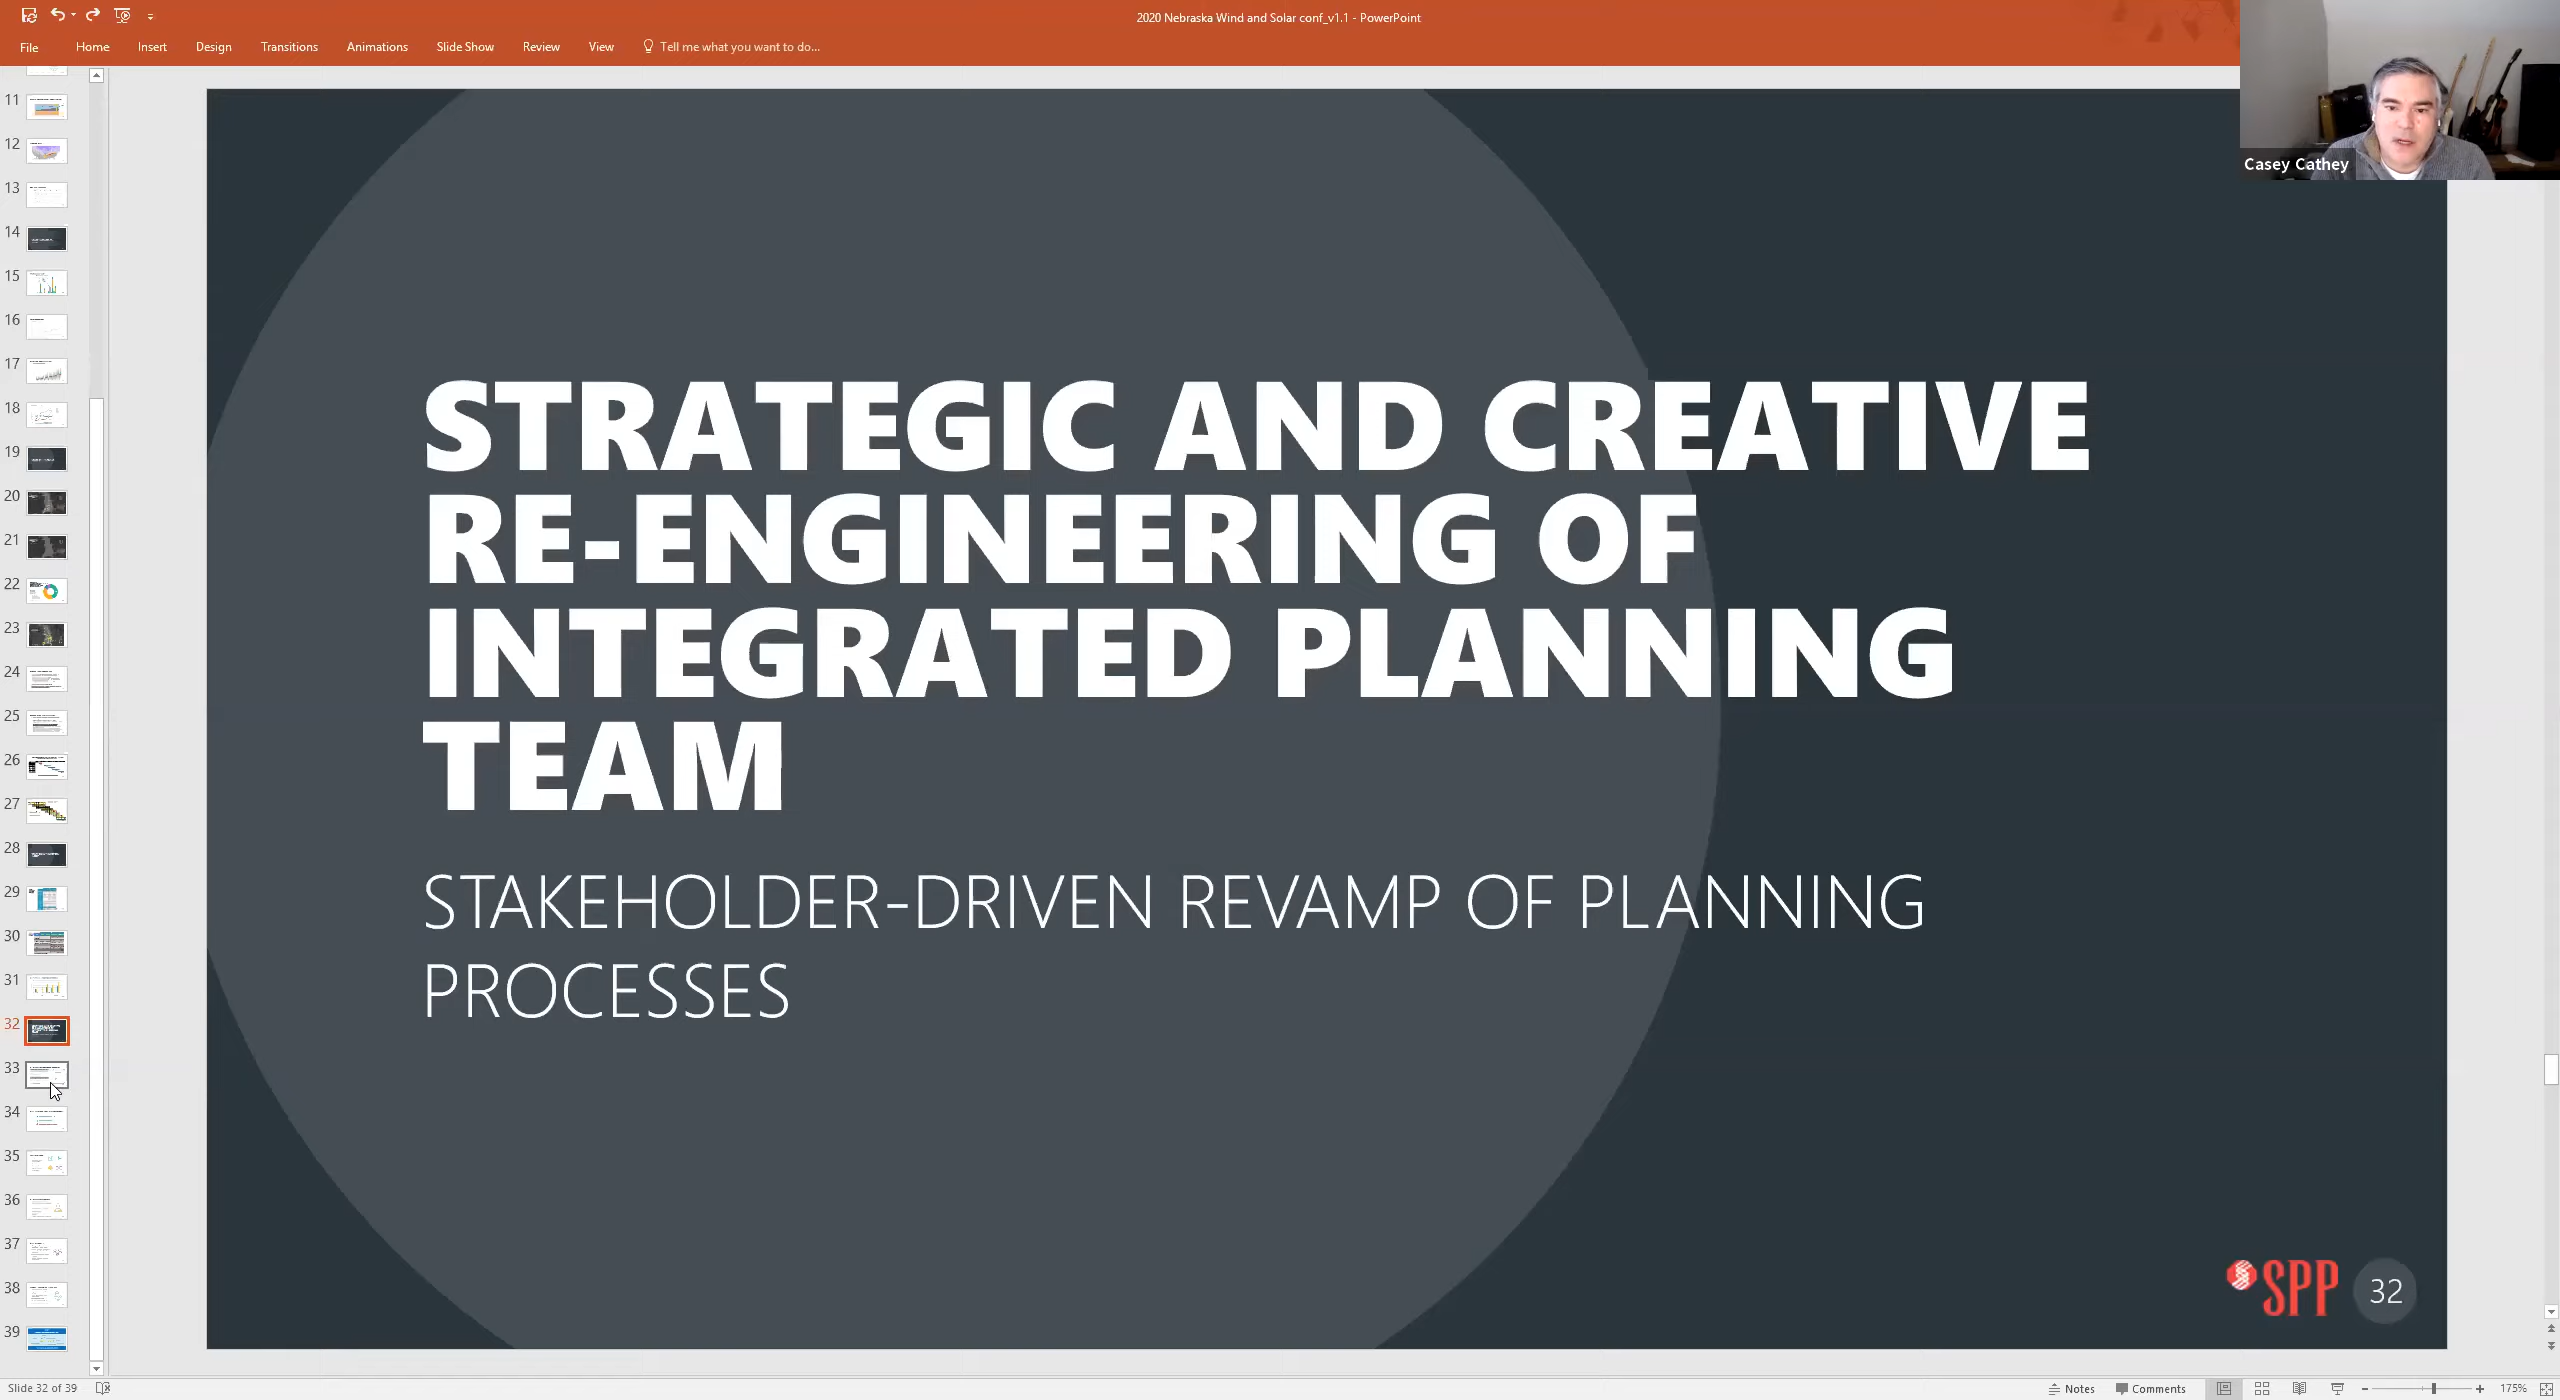 2020 Nebraska Wind and Solar conf_v1.1 - PowerPoint
File Home Insert Design Transitions Animations Slide Show Review View Tell me what you want to do...
Casey Cathey
11
12
13
14
15
16
17
18
19
20
21
22
23
24
25
26
27
28
29
30
31
32
33
34
35
36
37
38
39
STRATEGIC AND CREATIVE
RE-ENGINEERING OF
INTEGRATED PLANNING
TEAM
STAKEHOLDER-DRIVEN REVAMP OF PLANNING
PROCESSES
SPP 32
Slide 32 of 39 Notes Comments 175%